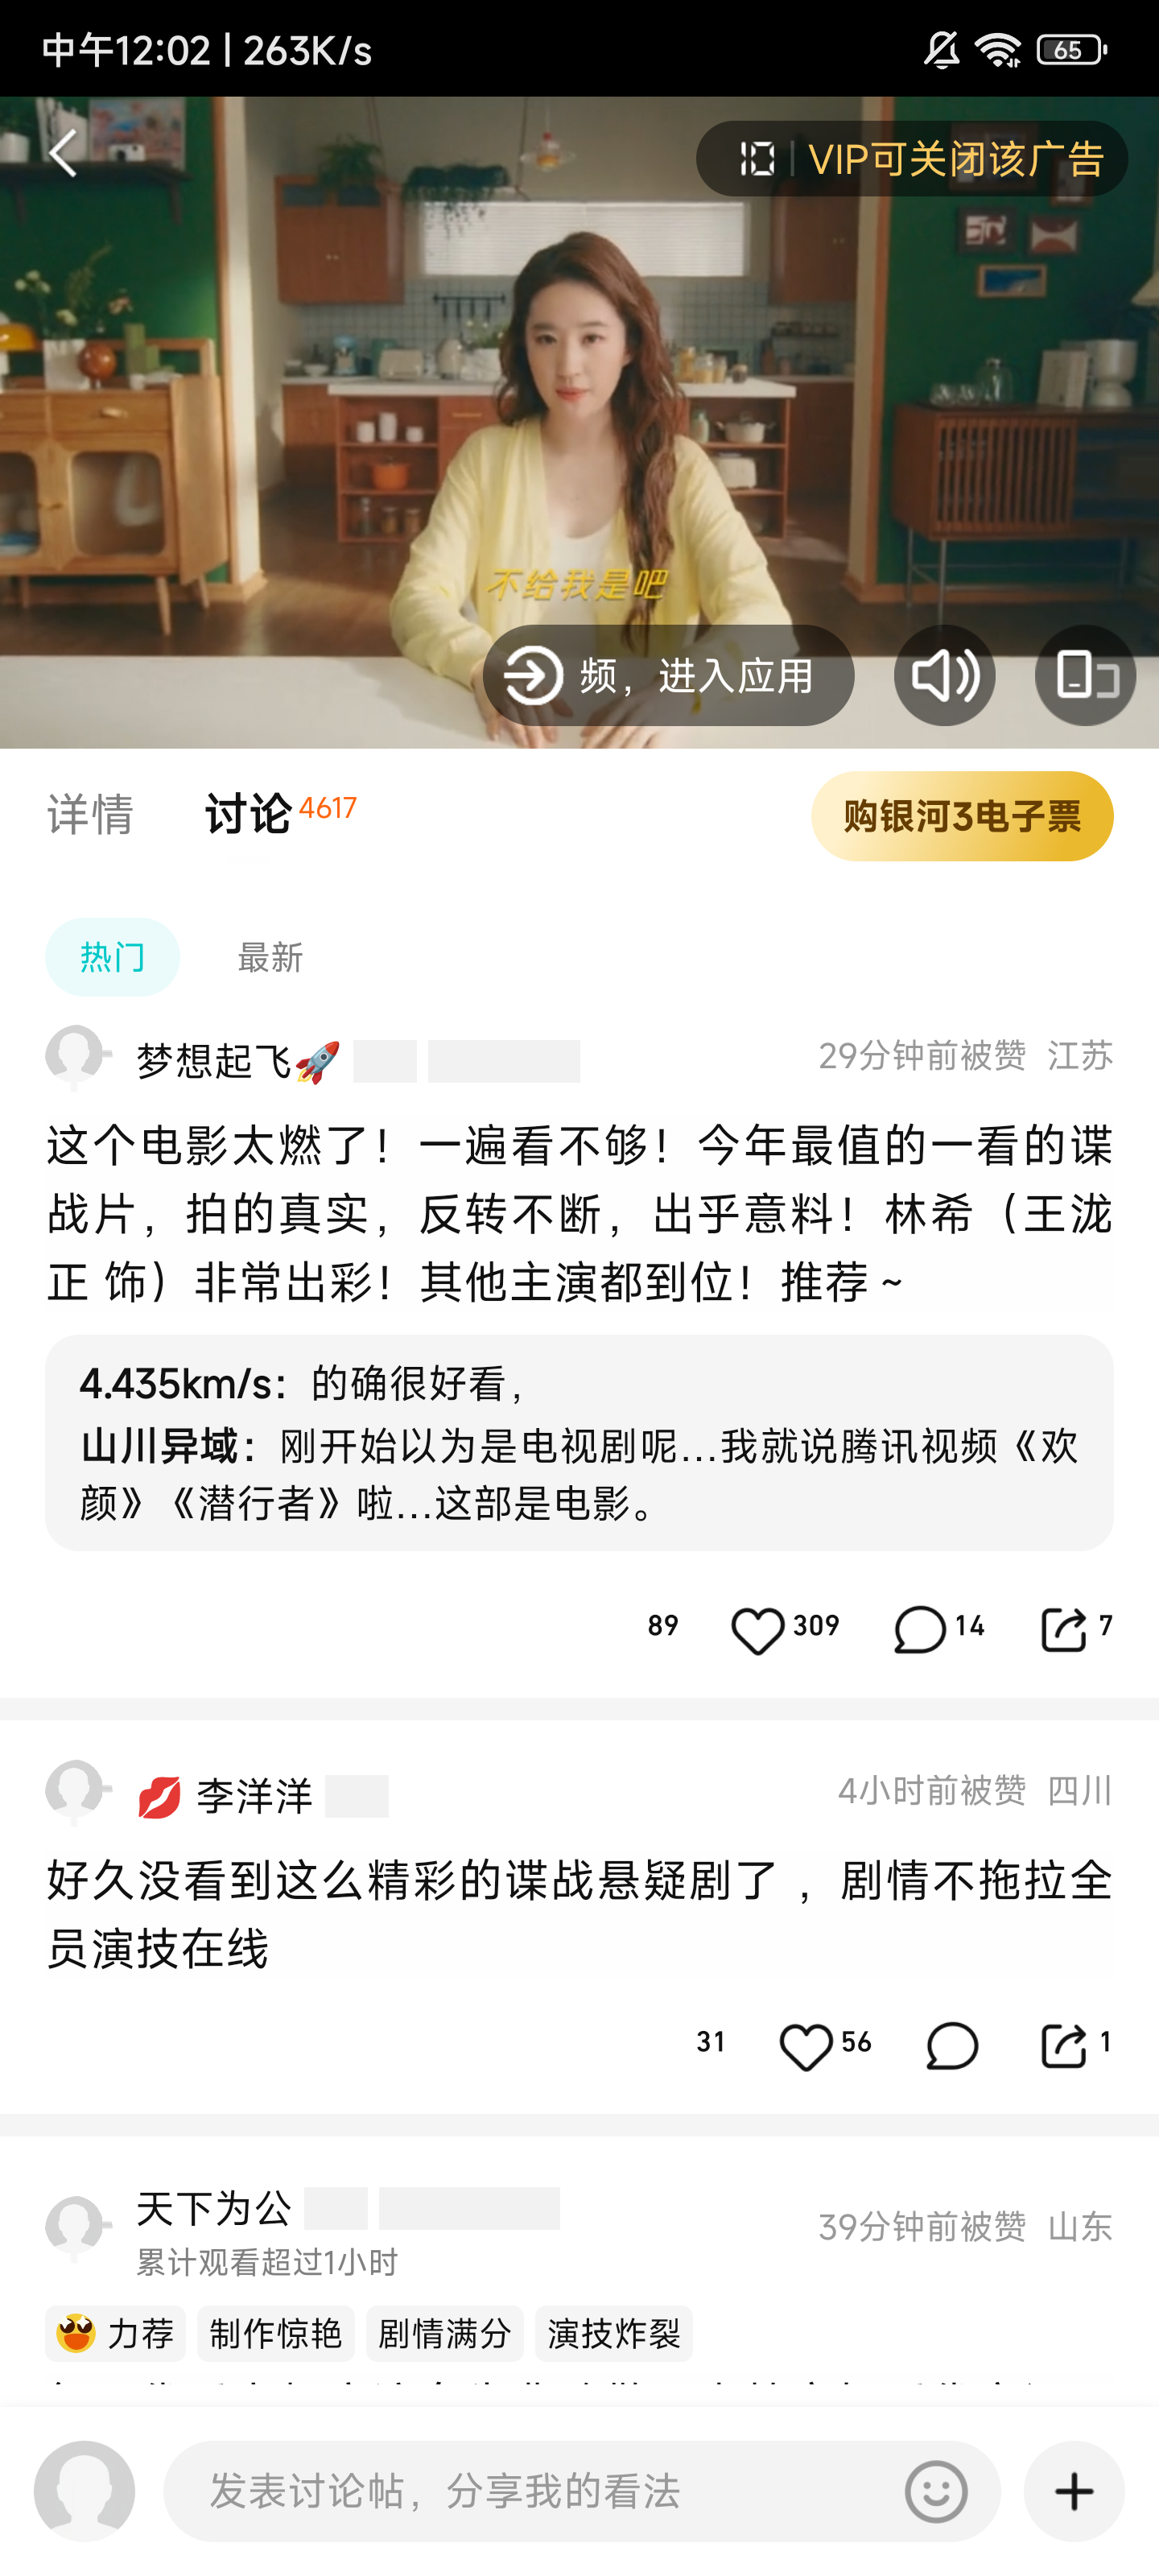 中午12:02 | 263K/s
65
10 | VIP可关闭该广告
不给我是吧
频，进入应用
详情 讨论 4617 购银河3电子票
热门 最新
梦想起飞🚀 29分钟前被赞 江苏
这个电影太燃了！一遍看不够！今年最值的一看的谍
战片，拍的真实，反转不断，出乎意料！林希（王泷
正 饰）非常出彩！其他主演都到位！推荐～
4.435km/s：的确很好看，
山川异域：刚开始以为是电视剧呢...我就说腾讯视频《欢
颜》《潜行者》啦...这部是电影。
89 309 14 7
💋 李洋洋 4小时前被赞 四川
好久没看到这么精彩的谍战悬疑剧了 ，剧情不拖拉全
员演技在线
31 56 1
天下为公 39分钟前被赞 山东
累计观看超过1小时
力荐 制作惊艳 剧情满分 演技炸裂
发表讨论帖，分享我的看法